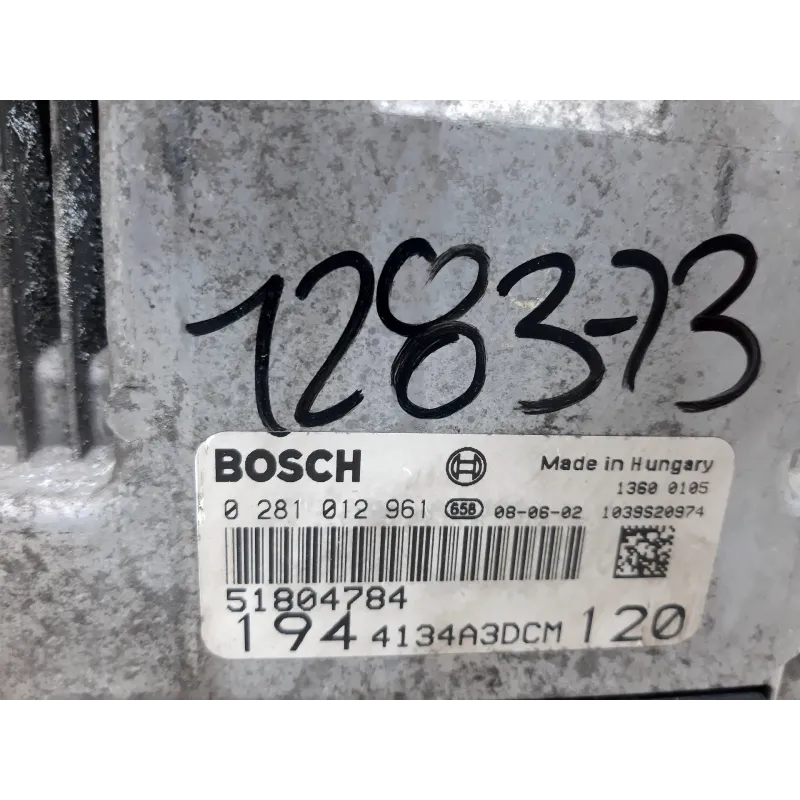 1283-13
BOSCH Made in Hungary
1360 0105
0 281 012 961 658 08-06-02 1039S20974
51804784
194 4134A3DCM 120